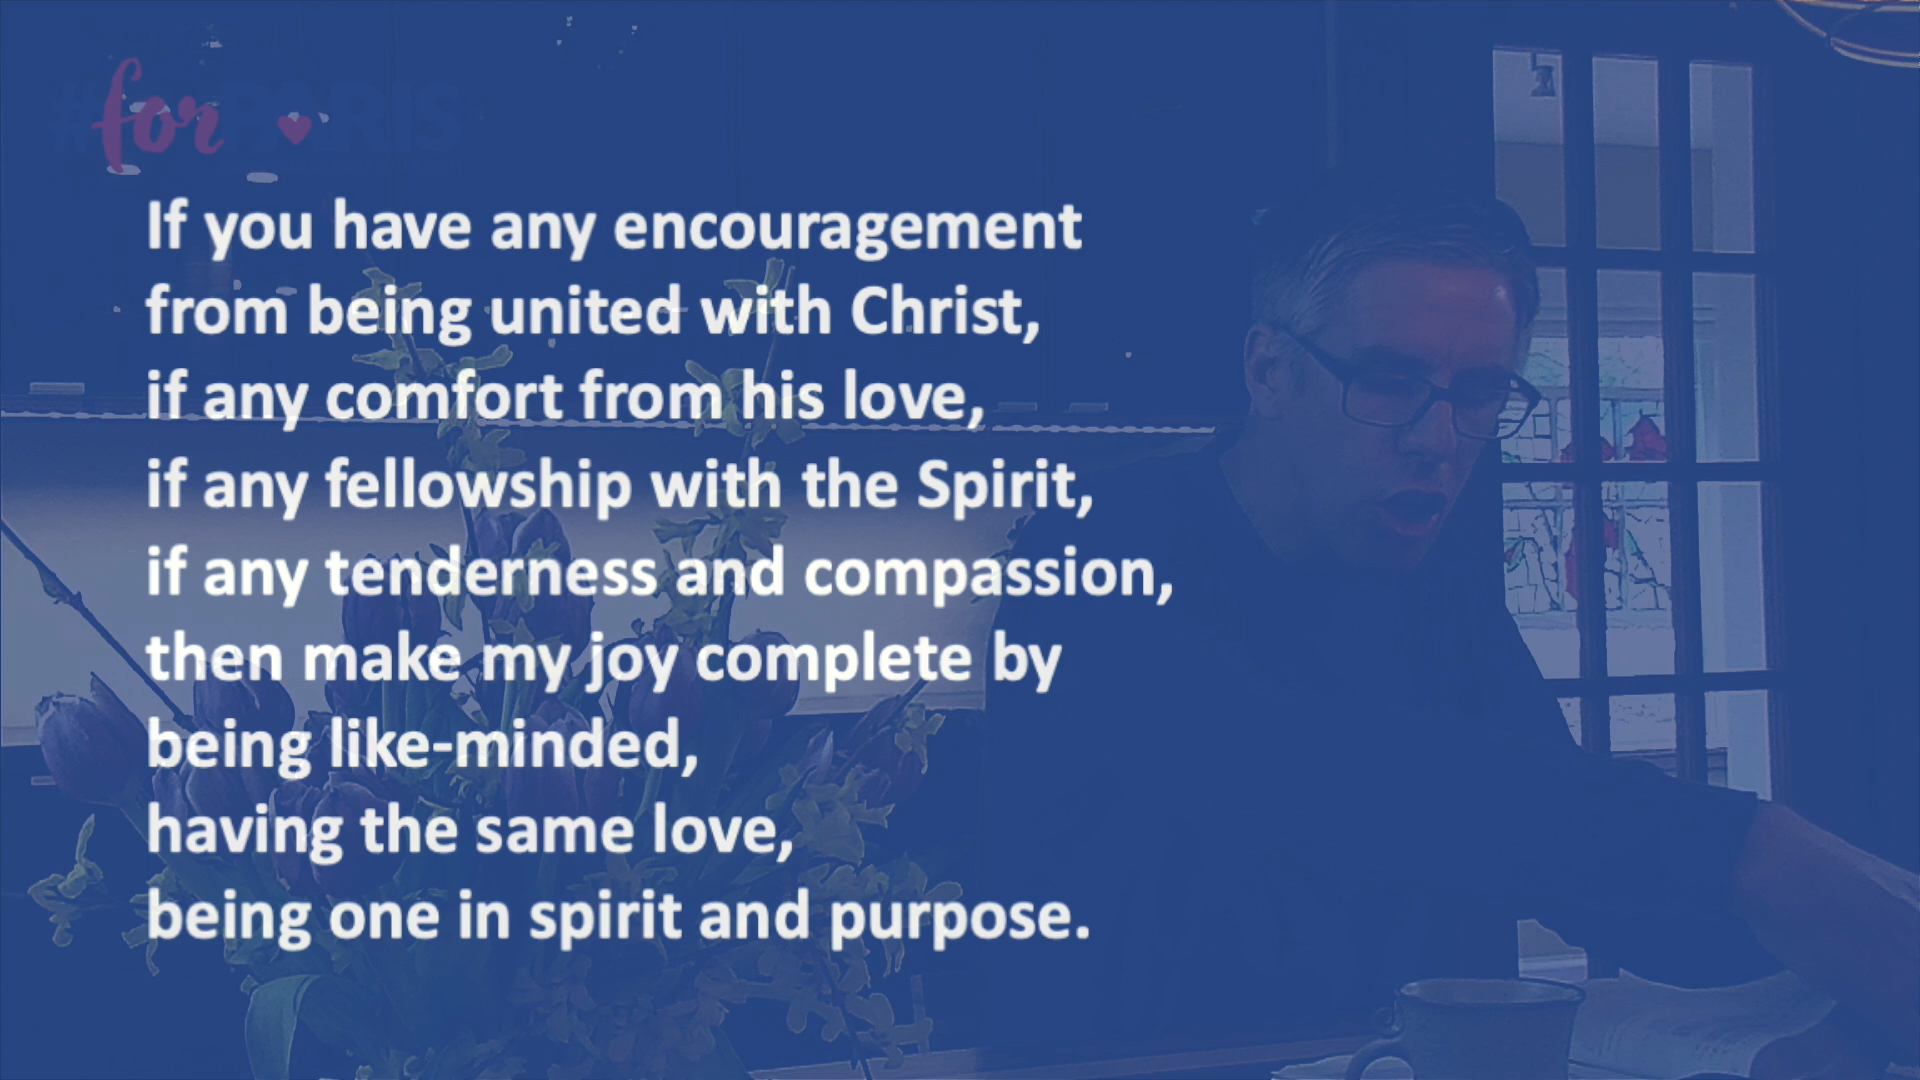 #forPARIS
If you have any encouragement
from being united with Christ,
if any comfort from his love,
if any fellowship with the Spirit,
if any tenderness and compassion,
then make my joy complete by
being like-minded,
having the same love,
being one in spirit and purpose.